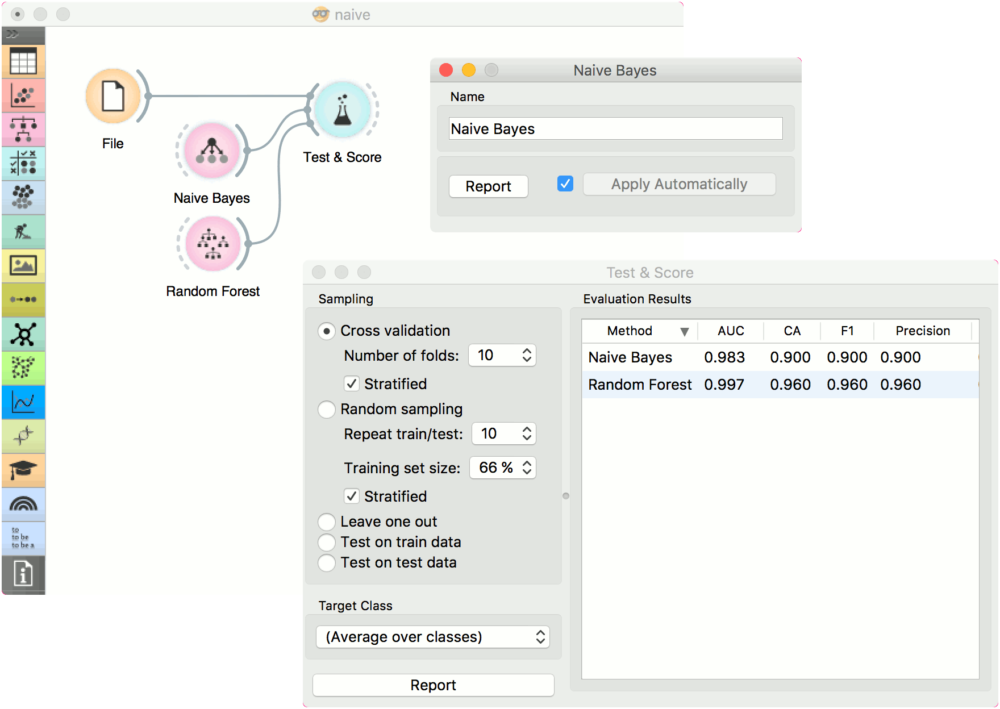 naive
File
Naive Bayes
Random Forest
Test & Score
to
to be
to be a
Naive Bayes
Name
Naive Bayes
Report
Apply Automatically
Test & Score
Sampling
Cross validation
Number of folds: 10
Stratified
Random sampling
Repeat train/test: 10
Training set size: 66 %
Stratified
Leave one out
Test on train data
Test on test data
Target Class
(Average over classes)
Report
Evaluation Results
Method AUC CA F1 Precision
Naive Bayes 0.983 0.900 0.900 0.900
Random Forest 0.997 0.960 0.960 0.960